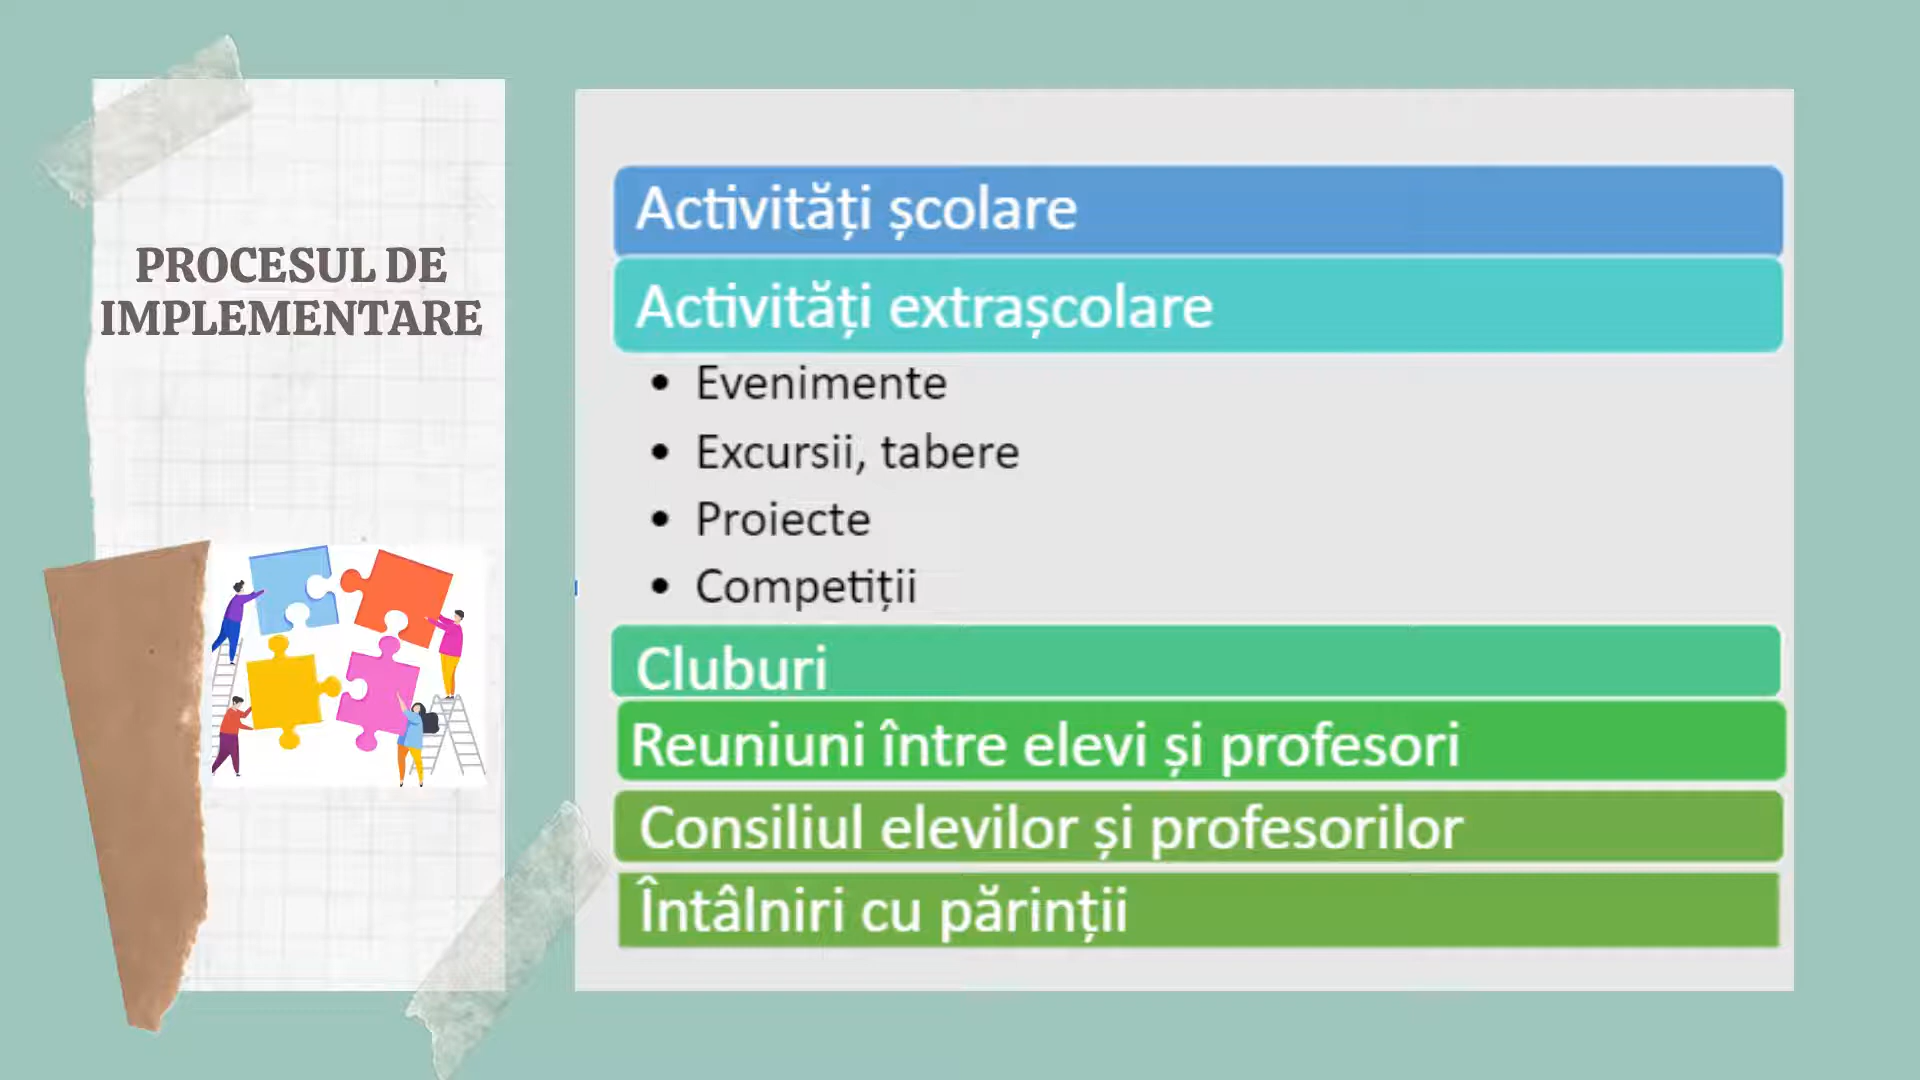 PROCESUL DE
IMPLEMENTARE
Activități școlare
Activități extrașcolare
• Evenimente
• Excursii, tabere
• Proiecte
• Competiții
Cluburi
Reuniuni între elevi și profesori
Consiliul elevilor și profesorilor
Întâlniri cu părinții